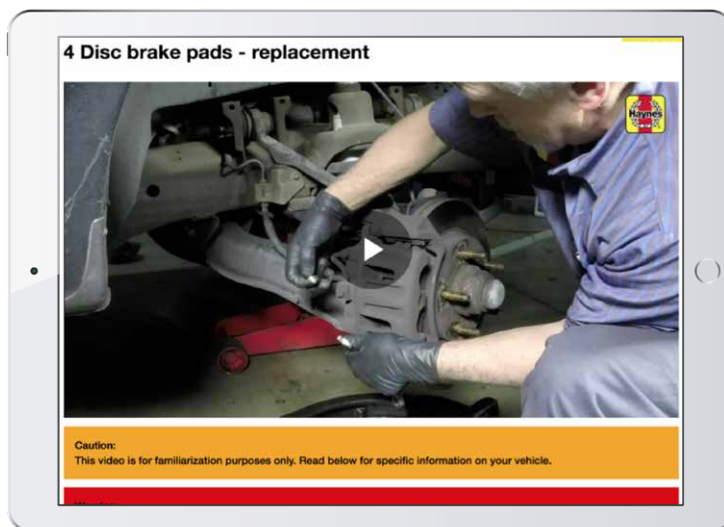 4 Disc brake pads - replacement
Haynes
Caution:
This video is for familiarization purposes only. Read below for specific information on your vehicle.